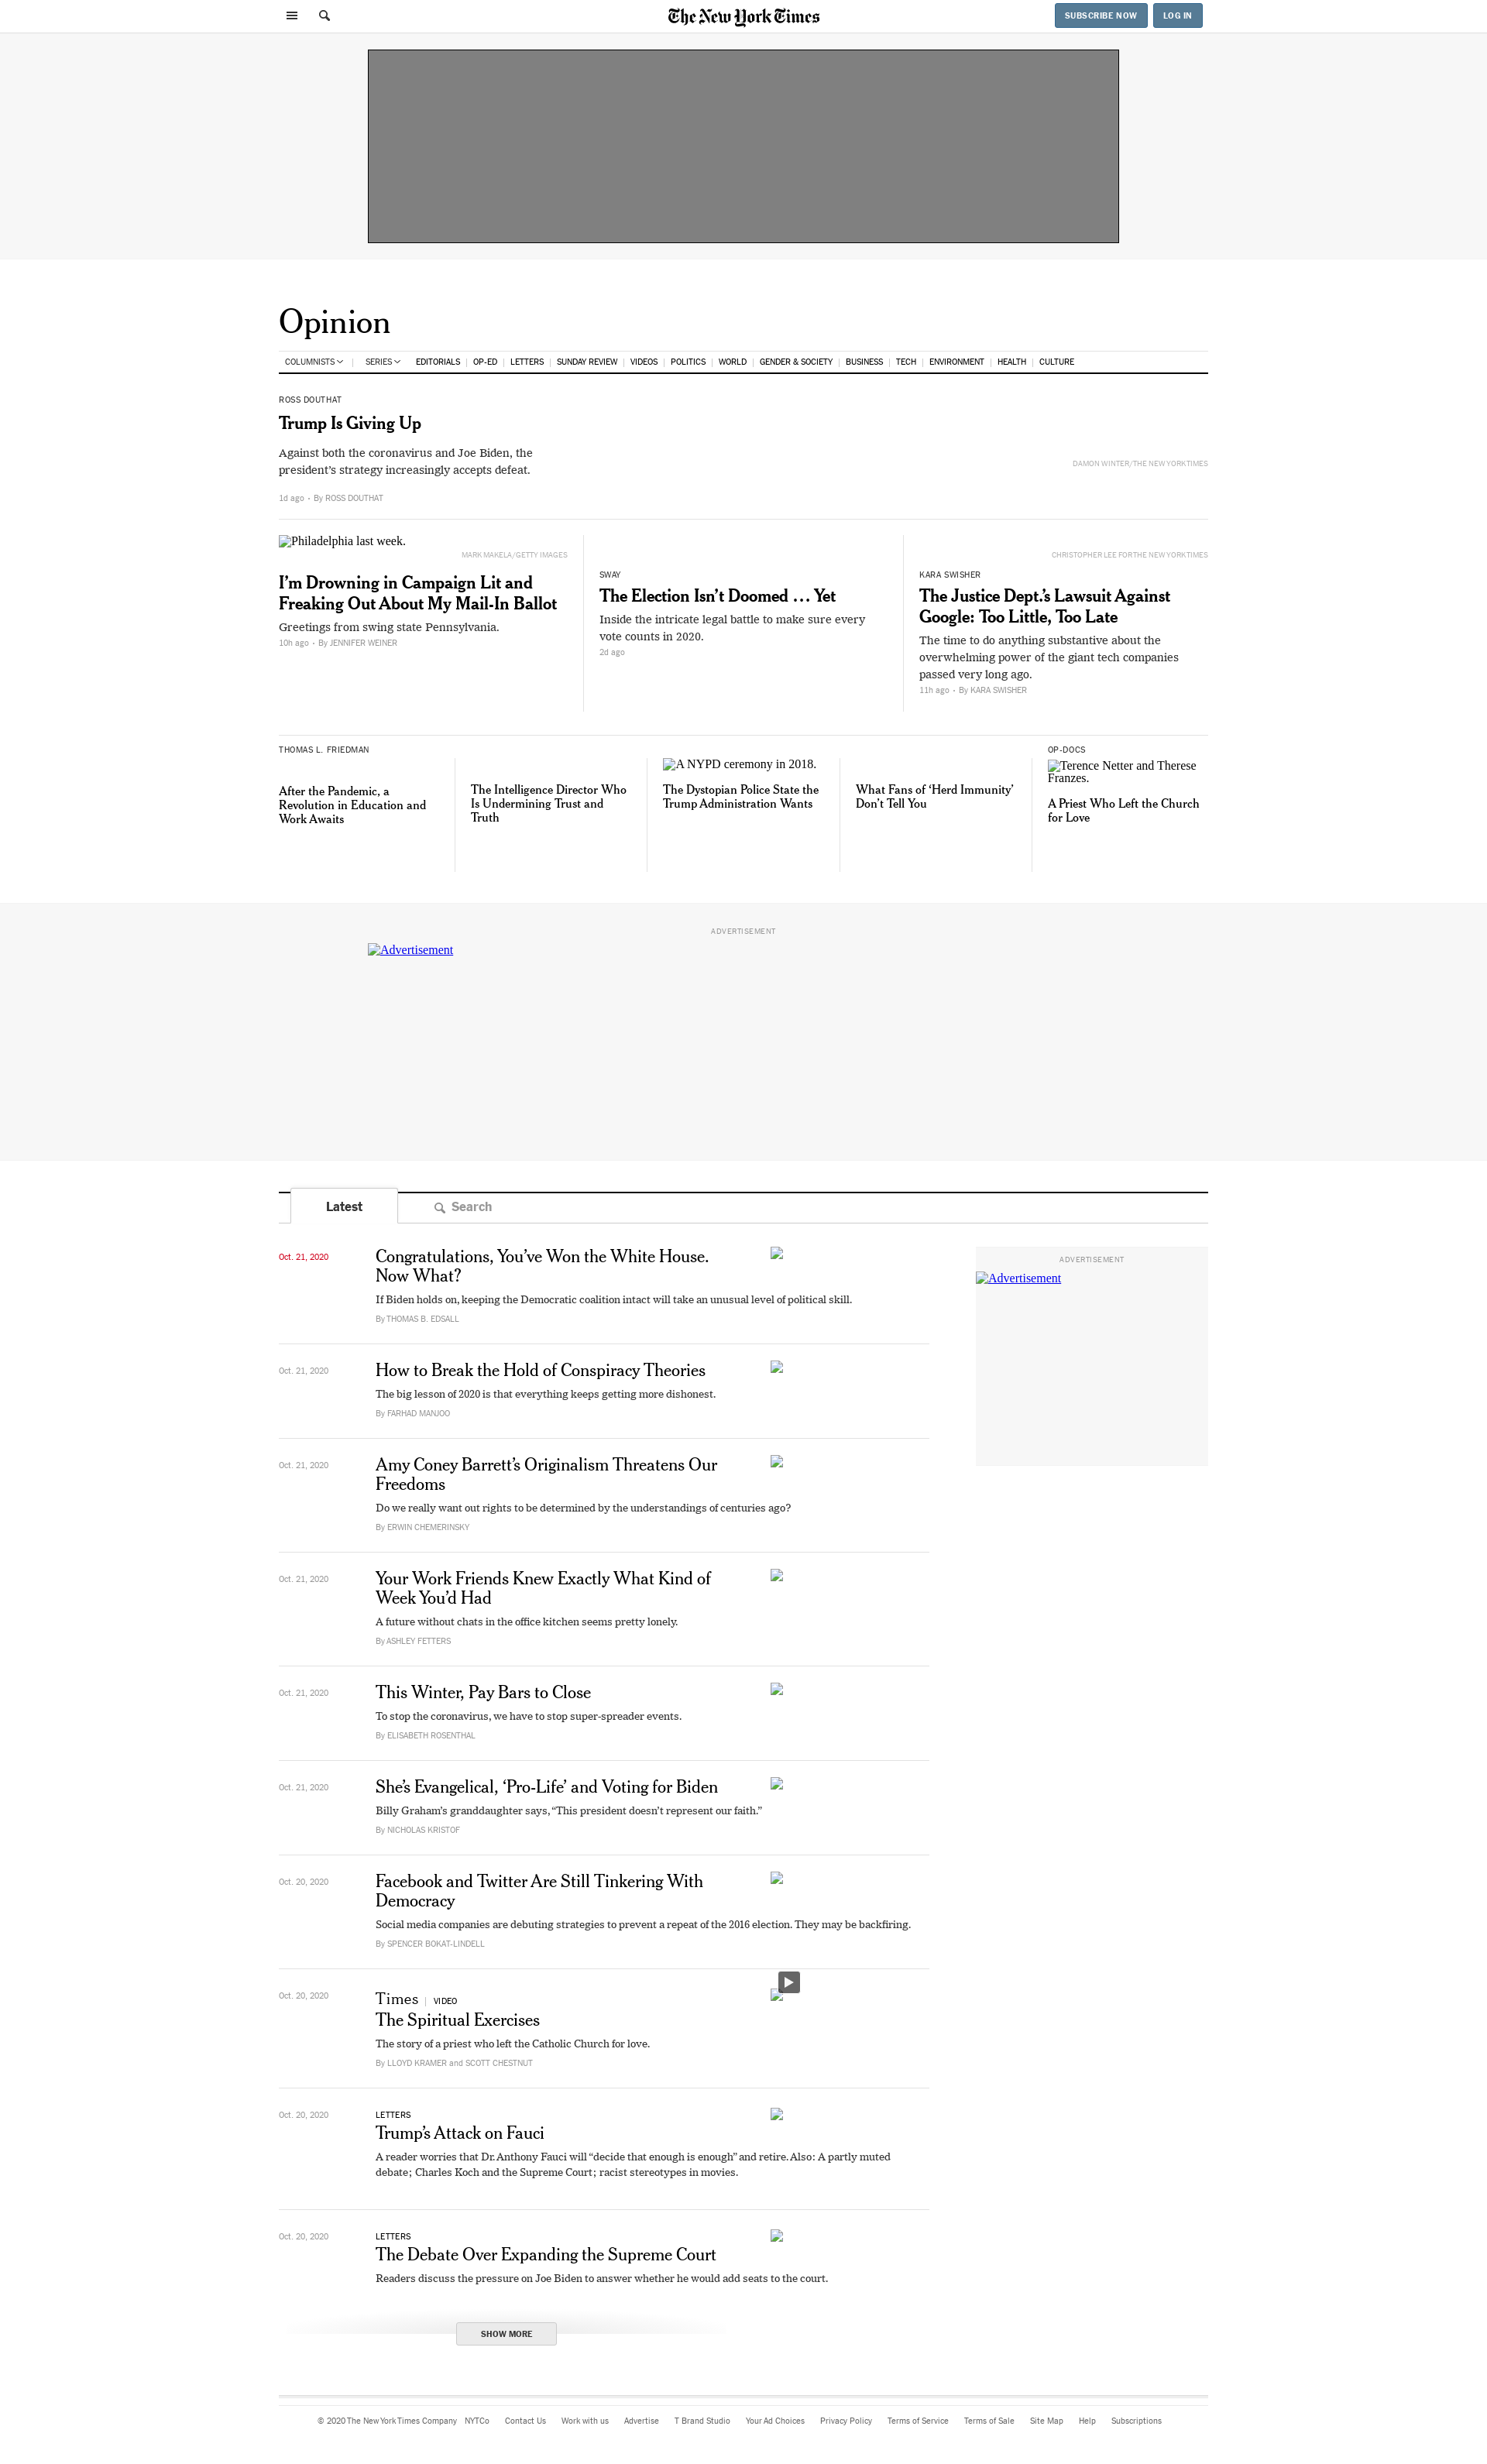 The New York Times
SUBSCRIBE NOW
LOG IN
Opinion
COLUMNISTS
SERIES
EDITORIALS
OP-ED
LETTERS
SUNDAY REVIEW
VIDEOS
POLITICS
WORLD
GENDER & SOCIETY
BUSINESS
TECH
ENVIRONMENT
HEALTH
CULTURE
ROSS DOUTHAT
Trump Is Giving Up
Against both the coronavirus and Joe Biden, the
president’s strategy increasingly accepts defeat.
1d ago • By ROSS DOUTHAT
DAMON WINTER/THE NEW YORK TIMES
Philadelphia last week.
MARK MAKELA/GETTY IMAGES
I’m Drowning in Campaign Lit and
Freaking Out About My Mail-In Ballot
Greetings from swing state Pennsylvania.
10h ago • By JENNIFER WEINER
SWAY
The Election Isn’t Doomed … Yet
Inside the intricate legal battle to make sure every
vote counts in 2020.
2d ago
CHRISTOPHER LEE FOR THE NEW YORK TIMES
KARA SWISHER
The Justice Dept.’s Lawsuit Against
Google: Too Little, Too Late
The time to do anything substantive about the
overwhelming power of the giant tech companies
passed very long ago.
11h ago • By KARA SWISHER
THOMAS L. FRIEDMAN
After the Pandemic, a
Revolution in Education and
Work Awaits
The Intelligence Director Who
Is Undermining Trust and
Truth
A NYPD ceremony in 2018.
The Dystopian Police State the
Trump Administration Wants
What Fans of ‘Herd Immunity’
Don’t Tell You
OP-DOCS
Terence Netter and Therese
Franzes.
A Priest Who Left the Church
for Love
ADVERTISEMENT
Advertisement
Latest
Search
Oct. 21, 2020
Congratulations, You’ve Won the White House.
Now What?
If Biden holds on, keeping the Democratic coalition intact will take an unusual level of political skill.
By THOMAS B. EDSALL
ADVERTISEMENT
Advertisement
Oct. 21, 2020
How to Break the Hold of Conspiracy Theories
The big lesson of 2020 is that everything keeps getting more dishonest.
By FARHAD MANJOO
Oct. 21, 2020
Amy Coney Barrett’s Originalism Threatens Our
Freedoms
Do we really want out rights to be determined by the understandings of centuries ago?
By ERWIN CHEMERINSKY
Oct. 21, 2020
Your Work Friends Knew Exactly What Kind of
Week You’d Had
A future without chats in the office kitchen seems pretty lonely.
By ASHLEY FETTERS
Oct. 21, 2020
This Winter, Pay Bars to Close
To stop the coronavirus, we have to stop super-spreader events.
By ELISABETH ROSENTHAL
Oct. 21, 2020
She’s Evangelical, ‘Pro-Life’ and Voting for Biden
Billy Graham’s granddaughter says, “This president doesn’t represent our faith.”
By NICHOLAS KRISTOF
Oct. 20, 2020
Facebook and Twitter Are Still Tinkering With
Democracy
Social media companies are debuting strategies to prevent a repeat of the 2016 election. They may be backfiring.
By SPENCER BOKAT-LINDELL
Oct. 20, 2020
Times | VIDEO
The Spiritual Exercises
The story of a priest who left the Catholic Church for love.
By LLOYD KRAMER and SCOTT CHESTNUT
Oct. 20, 2020
LETTERS
Trump’s Attack on Fauci
A reader worries that Dr. Anthony Fauci will “decide that enough is enough” and retire. Also: A partly muted
debate; Charles Koch and the Supreme Court; racist stereotypes in movies.
Oct. 20, 2020
LETTERS
The Debate Over Expanding the Supreme Court
Readers discuss the pressure on Joe Biden to answer whether he would add seats to the court.
SHOW MORE
© 2020 The New York Times Company
NYTCo
Contact Us
Work with us
Advertise
T Brand Studio
Your Ad Choices
Privacy Policy
Terms of Service
Terms of Sale
Site Map
Help
Subscriptions